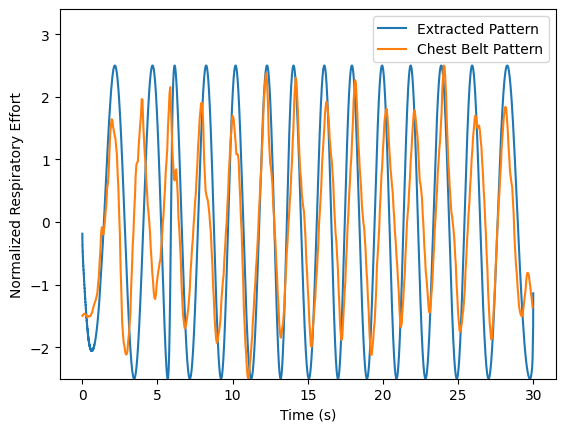 Extracted Pattern
Chest Belt Pattern
Normalized Respiratory Effort
3
2
1
0
−1
−2
0 5 10 15 20 25 30
Time (s)